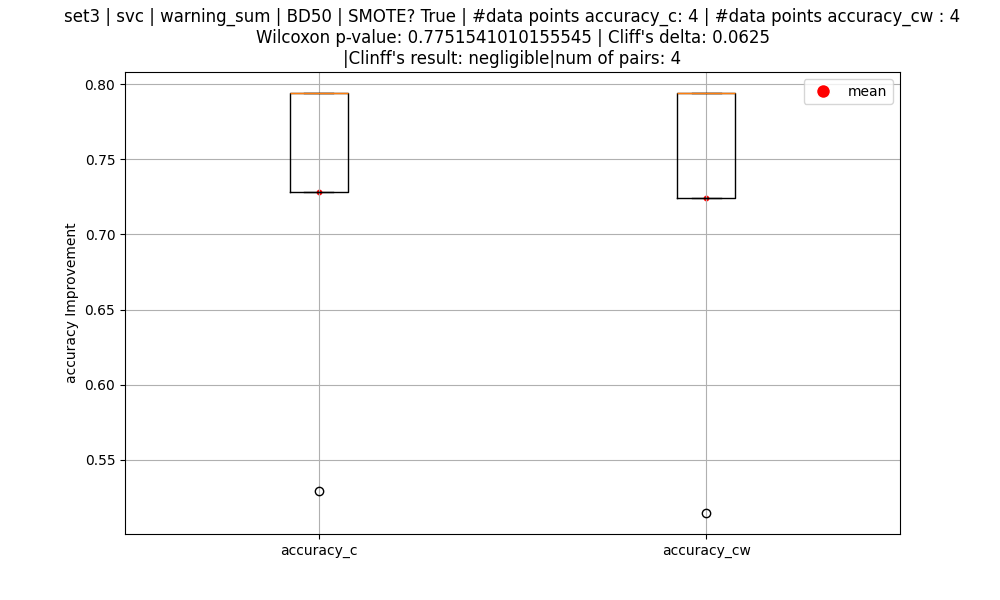 set3 | svc | warning_sum | BD50 | SMOTE? True | #data points accuracy_c: 4 | #data points accuracy_cw : 4
Wilcoxon p-value: 0.7751541010155545 | Cliff's delta: 0.0625
|Clinff's result: negligible|num of pairs: 4
mean
0.80
0.75
0.70
0.65
0.60
0.55
accuracy Improvement
accuracy_c
accuracy_cw